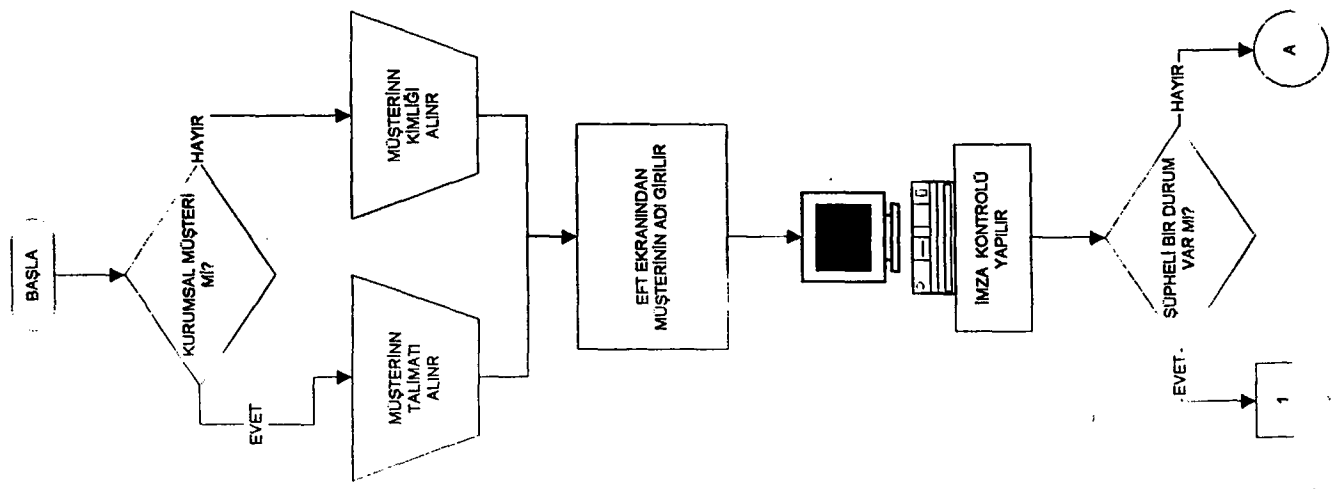 BAŞLA
KURUMSAL MÜŞTERİ
Mİ?
EVET
HAYIR
MÜŞTERİNN
TALİMATI
ALINR
MÜŞTERİNN
KİMLİĞİ
ALINR
EFT EKRANINDAN
MÜŞTERİNİN ADI GİRİLİR
İMZA KONTROLÜ
YAPILIR
ŞÜPHELİ BİR DURUM
VAR MI?
EVET
HAYIR
1
A